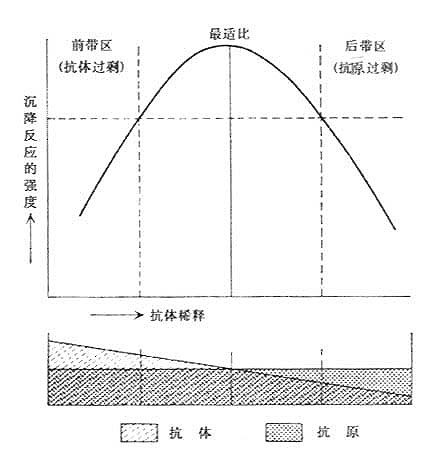 最适比
前带区
(抗体过剩)
后带区
(抗原过剩)
沉降反应的强度
抗体稀释
抗体
抗原